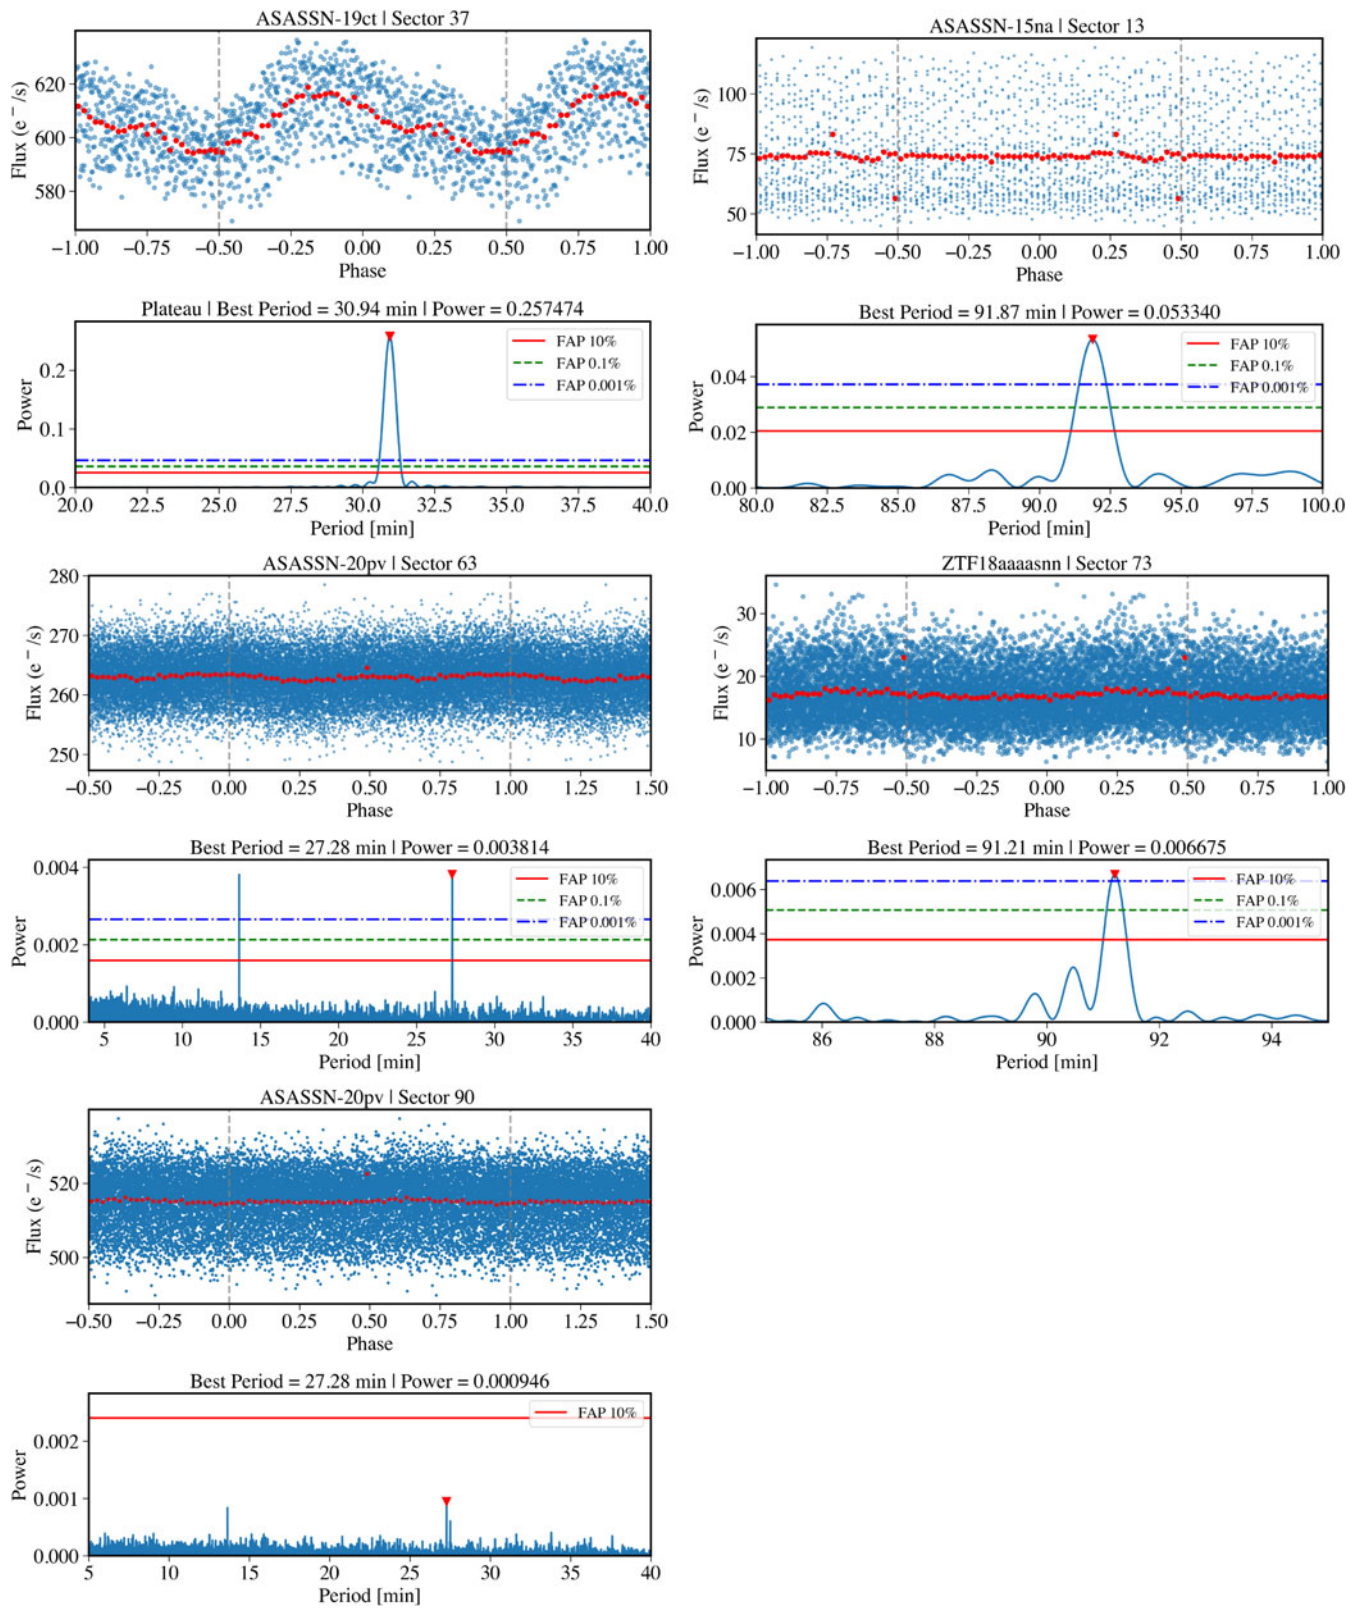 ASASSN-19ct | Sector 37
Flux (e⁻/s)
620
600
580
−1.00 −0.75 −0.50 −0.25 0.00 0.25 0.50 0.75 1.00
Phase
Plateau | Best Period = 30.94 min | Power = 0.257474
Power
0.2
0.1
0.0
FAP 10%
FAP 0.1%
FAP 0.001%
20.0 22.5 25.0 27.5 30.0 32.5 35.0 37.5 40.0
Period [min]
ASASSN-15na | Sector 13
Flux (e⁻/s)
100
75
50
−1.00 −0.75 −0.50 −0.25 0.00 0.25 0.50 0.75 1.00
Phase
Best Period = 91.87 min | Power = 0.053340
Power
0.04
0.02
0.00
FAP 10%
FAP 0.1%
FAP 0.001%
80.0 82.5 85.0 87.5 90.0 92.5 95.0 97.5 100.0
Period [min]
ASASSN-20pv | Sector 63
Flux (e⁻/s)
280
270
260
250
−0.50 −0.25 0.00 0.25 0.50 0.75 1.00 1.25 1.50
Phase
Best Period = 27.28 min | Power = 0.003814
Power
0.004
0.002
0.000
FAP 10%
FAP 0.1%
FAP 0.001%
5 10 15 20 25 30 35 40
Period [min]
ZTF18aaaasnn | Sector 73
Flux (e⁻/s)
30
20
10
−1.00 −0.75 −0.50 −0.25 0.00 0.25 0.50 0.75 1.00
Phase
Best Period = 91.21 min | Power = 0.006675
Power
0.006
0.004
0.002
0.000
FAP 10%
FAP 0.1%
FAP 0.001%
86 88 90 92 94
Period [min]
ASASSN-20pv | Sector 90
Flux (e⁻/s)
520
500
−0.50 −0.25 0.00 0.25 0.50 0.75 1.00 1.25 1.50
Phase
Best Period = 27.28 min | Power = 0.000946
Power
0.002
0.001
0.000
FAP 10%
5 10 15 20 25 30 35 40
Period [min]